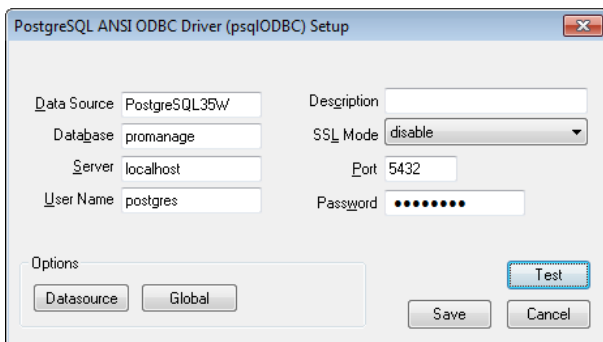 PostgreSQL ANSI ODBC Driver (psqlODBC) Setup
Data Source PostgreSQL35W Description
Database promanage SSL Mode disable
Server localhost Port 5432
User Name postgres Password ••••••••
Options
Datasource Global
Test
Save Cancel